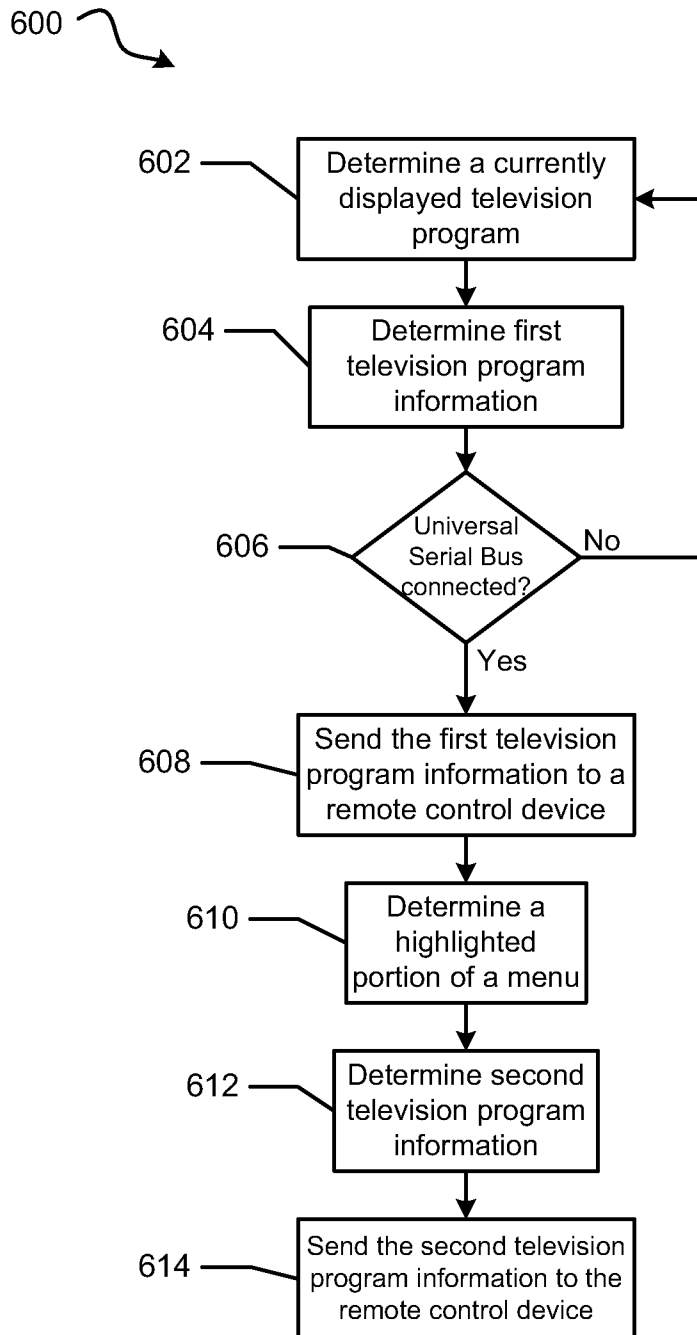 600
602
Determine a currently
displayed television
program
604
Determine first
television program
information
606
Universal
Serial Bus
connected?
No
Yes
608
Send the first television
program information to a
remote control device
610
Determine a
highlighted
portion of a menu
612
Determine second
television program
information
614
Send the second television
program information to the
remote control device